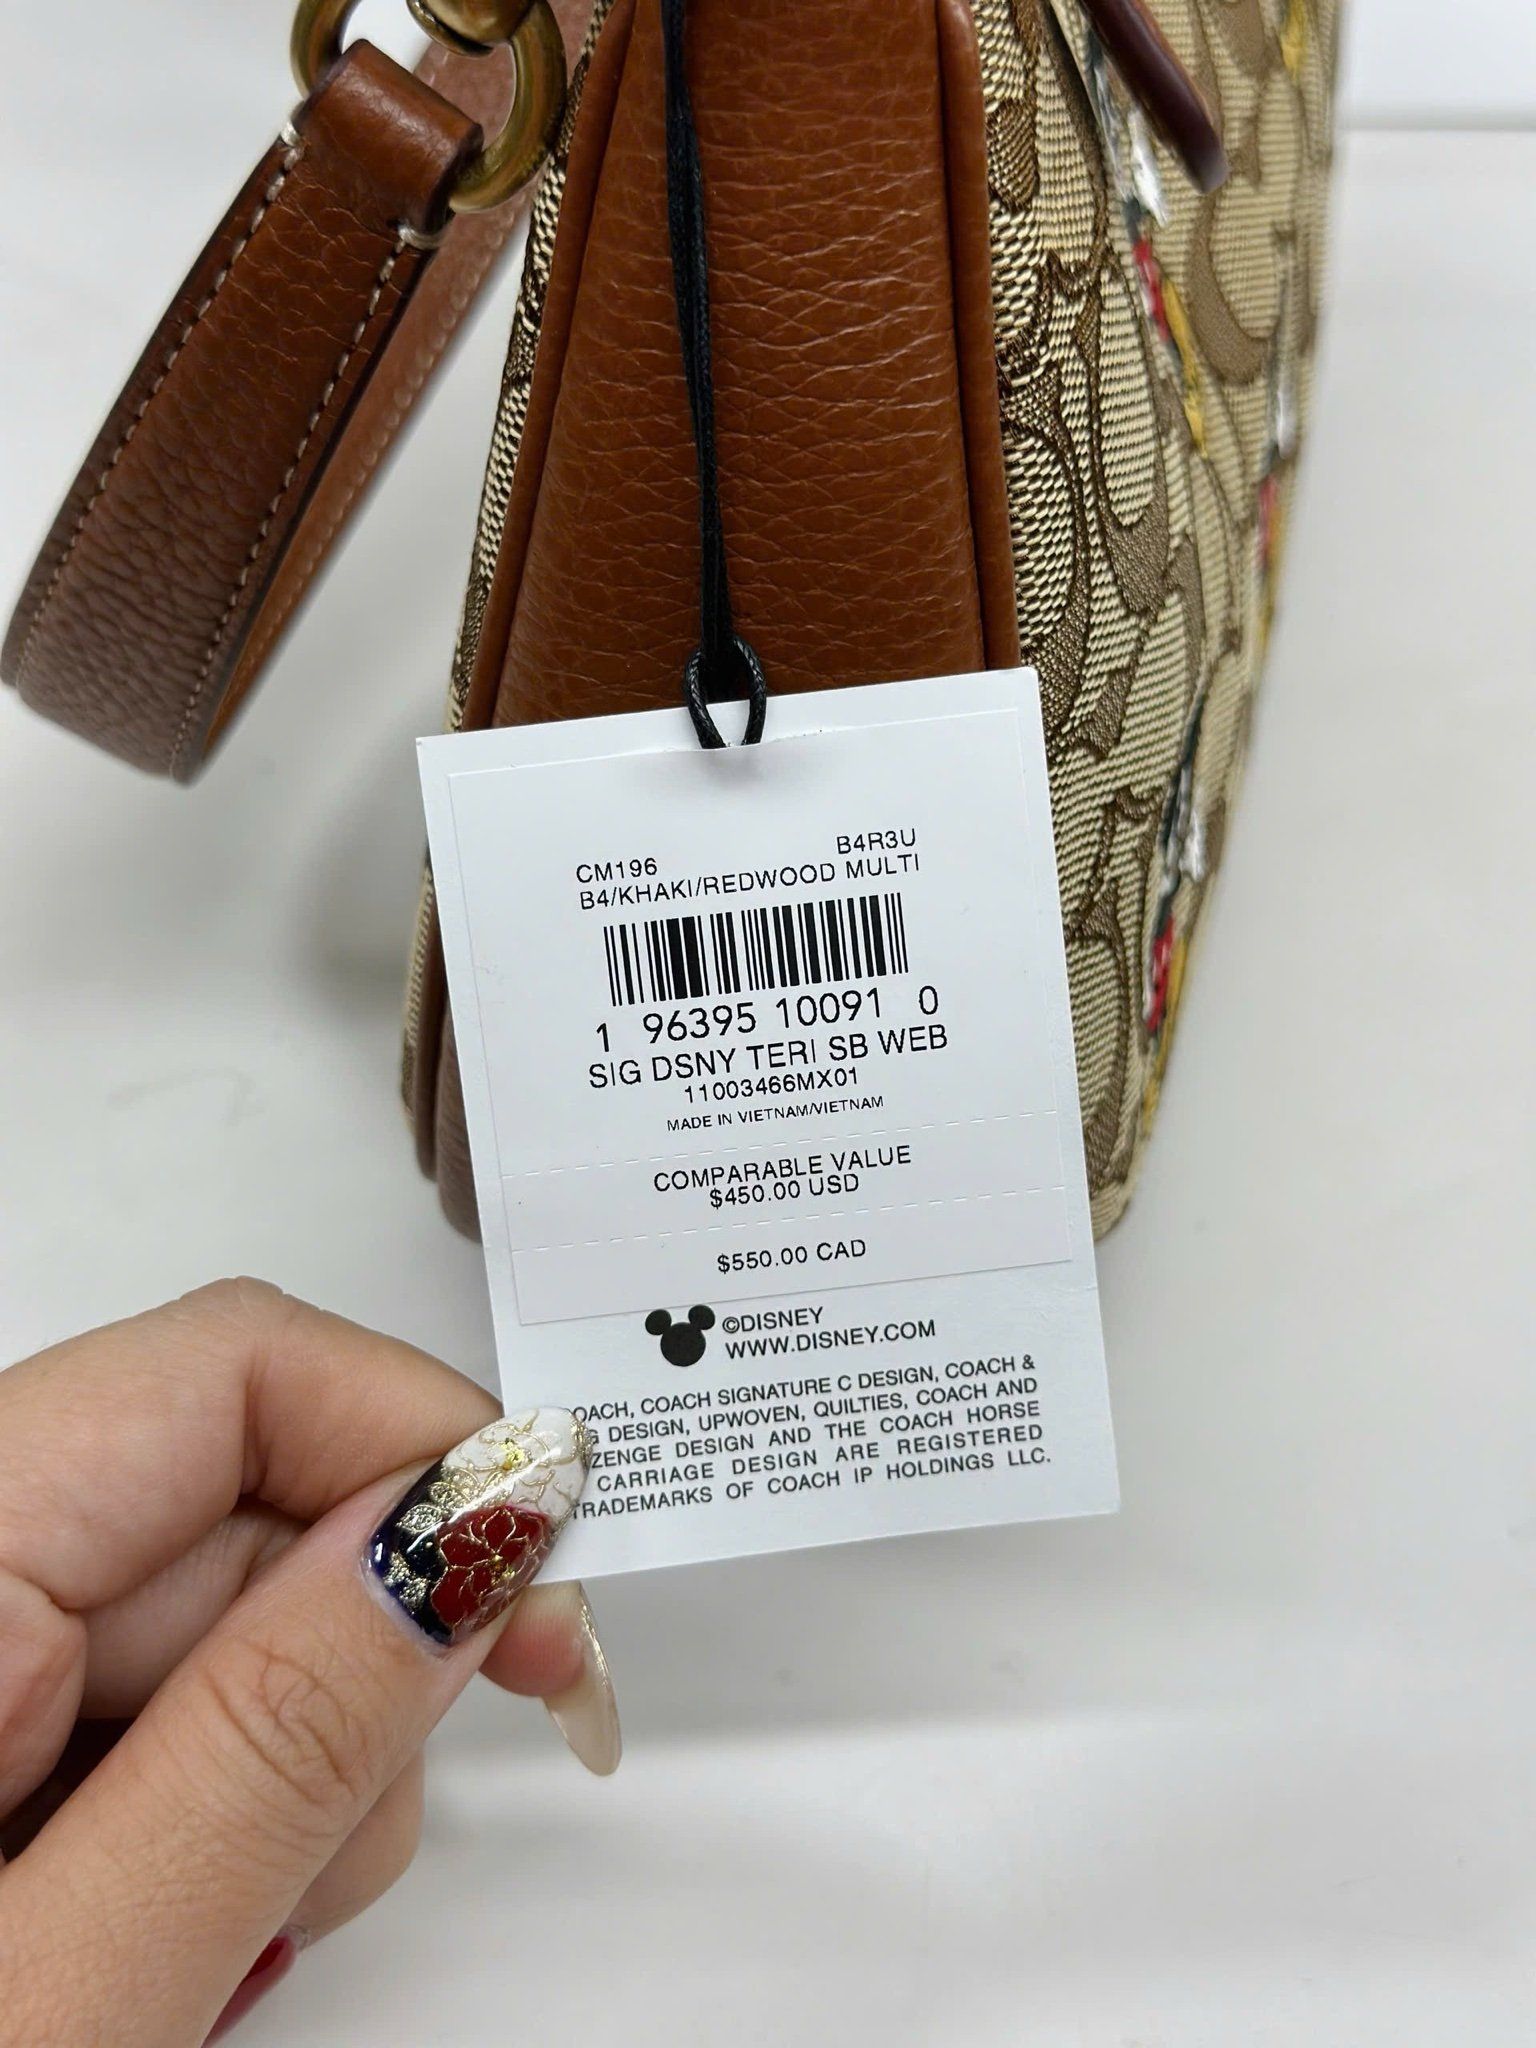 CM196 B4R3U
B4/KHAKI/REDWOOD MULTI
1 96395 10091 0
SIG DSNY TERI SB WEB
11003466MX01
MADE IN VIETNAM/VIETNAM
COMPARABLE VALUE
$450.00 USD
$550.00 CAD
©DISNEY
WWW.DISNEY.COM
OACH, COACH SIGNATURE C DESIGN, COACH &
G DESIGN, UPWOVEN, QUILTIES, COACH AND
ZENGE DESIGN AND THE COACH HORSE
CARRIAGE DESIGN ARE REGISTERED
TRADEMARKS OF COACH IP HOLDINGS LLC.